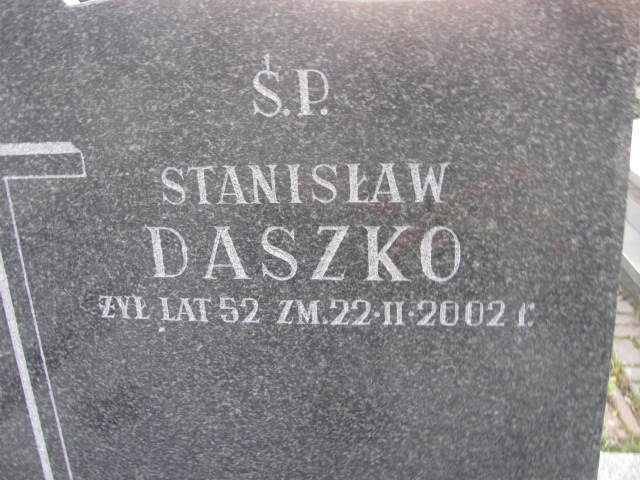 Ś.P.
STANISŁAW
DASZKO
ŻYŁ LAT 52 ZM. 22·II·2002 r.